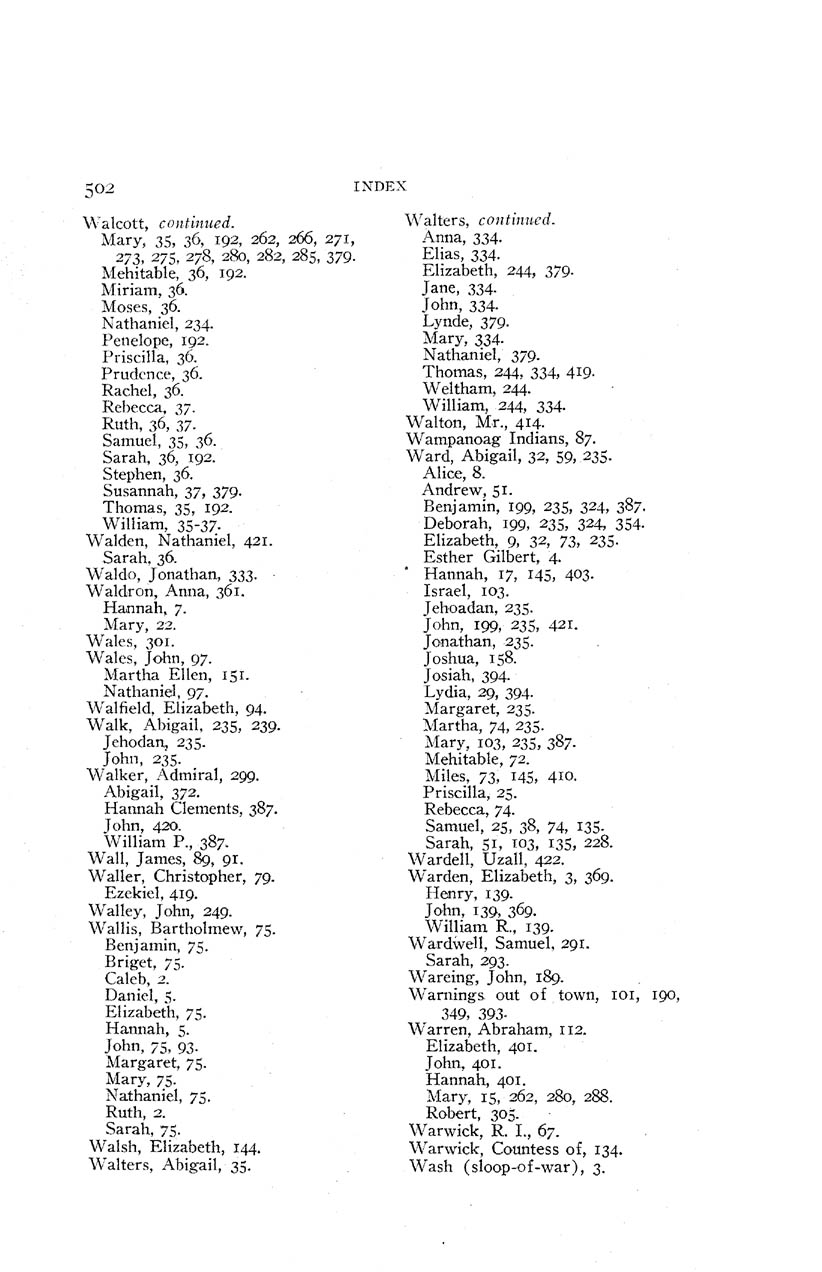 502
INDEX
Walcott, continued.
Mary, 35, 36, 192, 262, 266, 271,
273, 275, 278, 280, 282, 285, 379.
Mehitable, 36, 192.
Miriam, 36.
Moses, 36.
Nathaniel, 234.
Penelope, 192.
Priscilla, 36.
Prudence, 36.
Rachel, 36.
Rebecca, 37.
Ruth, 36, 37.
Samuel, 35, 36.
Sarah, 36, 192.
Stephen, 36.
Susannah, 37, 379.
Thomas, 35, 192.
William, 35-37.
Walden, Nathaniel, 421.
Sarah, 36.
Waldo, Jonathan, 333.
Waldron, Anna, 361.
Hannah, 7.
Mary, 22.
Wales, 301.
Wales, John, 97.
Martha Ellen, 151.
Nathaniel, 97.
Walfield, Elizabeth, 94.
Walk, Abigail, 235, 239.
Jehodan, 235.
John, 235.
Walker, Admiral, 299.
Abigail, 372.
Hannah Clements, 387.
John, 420.
William P., 387.
Wall, James, 89, 91.
Waller, Christopher, 79.
Ezekiel, 419.
Walley, John, 249.
Wallis, Bartholmew, 75.
Benjamin, 75.
Briget, 75.
Caleb, 2.
Daniel, 5.
Elizabeth, 75.
Hannah, 5.
John, 75, 93.
Margaret, 75.
Mary, 75.
Nathaniel, 75.
Ruth, 2.
Sarah, 75.
Walsh, Elizabeth, 144.
Walters, Abigail, 35.
Walters, continued.
Anna, 334.
Elias, 334.
Elizabeth, 244, 379.
Jane, 334.
John, 334.
Lynde, 379.
Mary, 334.
Nathaniel, 379.
Thomas, 244, 334, 419.
Weltham, 244.
William, 244, 334.
Walton, Mr., 414.
Wampanoag Indians, 87.
Ward, Abigail, 32, 59, 235.
Alice, 8.
Andrew, 51.
Benjamin, 199, 235, 324, 387.
Deborah, 199, 235, 324, 354.
Elizabeth, 9, 32, 73, 235.
Esther Gilbert, 4.
Hannah, 17, 145, 403.
Israel, 103.
Jehoadan, 235.
John, 199, 235, 421.
Jonathan, 235.
Joshua, 158.
Josiah, 394.
Lydia, 29, 394.
Margaret, 235.
Martha, 74, 235.
Mary, 103, 235, 387.
Mehitable, 72.
Miles, 73, 145, 410.
Priscilla, 25.
Rebecca, 74.
Samuel, 25, 38, 74, 135.
Sarah, 51, 103, 135, 228.
Wardell, Uzall, 422.
Warden, Elizabeth, 3, 369.
Henry, 139.
John, 139, 369.
William R., 139.
Wardwell, Samuel, 291.
Sarah, 293.
Wareing, John, 189.
Warnings out of town, 101, 190,
349, 393.
Warren, Abraham, 112.
Elizabeth, 401.
John, 401.
Hannah, 401.
Mary, 15, 262, 280, 288.
Robert, 305.
Warwick, R. I., 67.
Warwick, Countess of, 134.
Wash (sloop-of-war), 3.